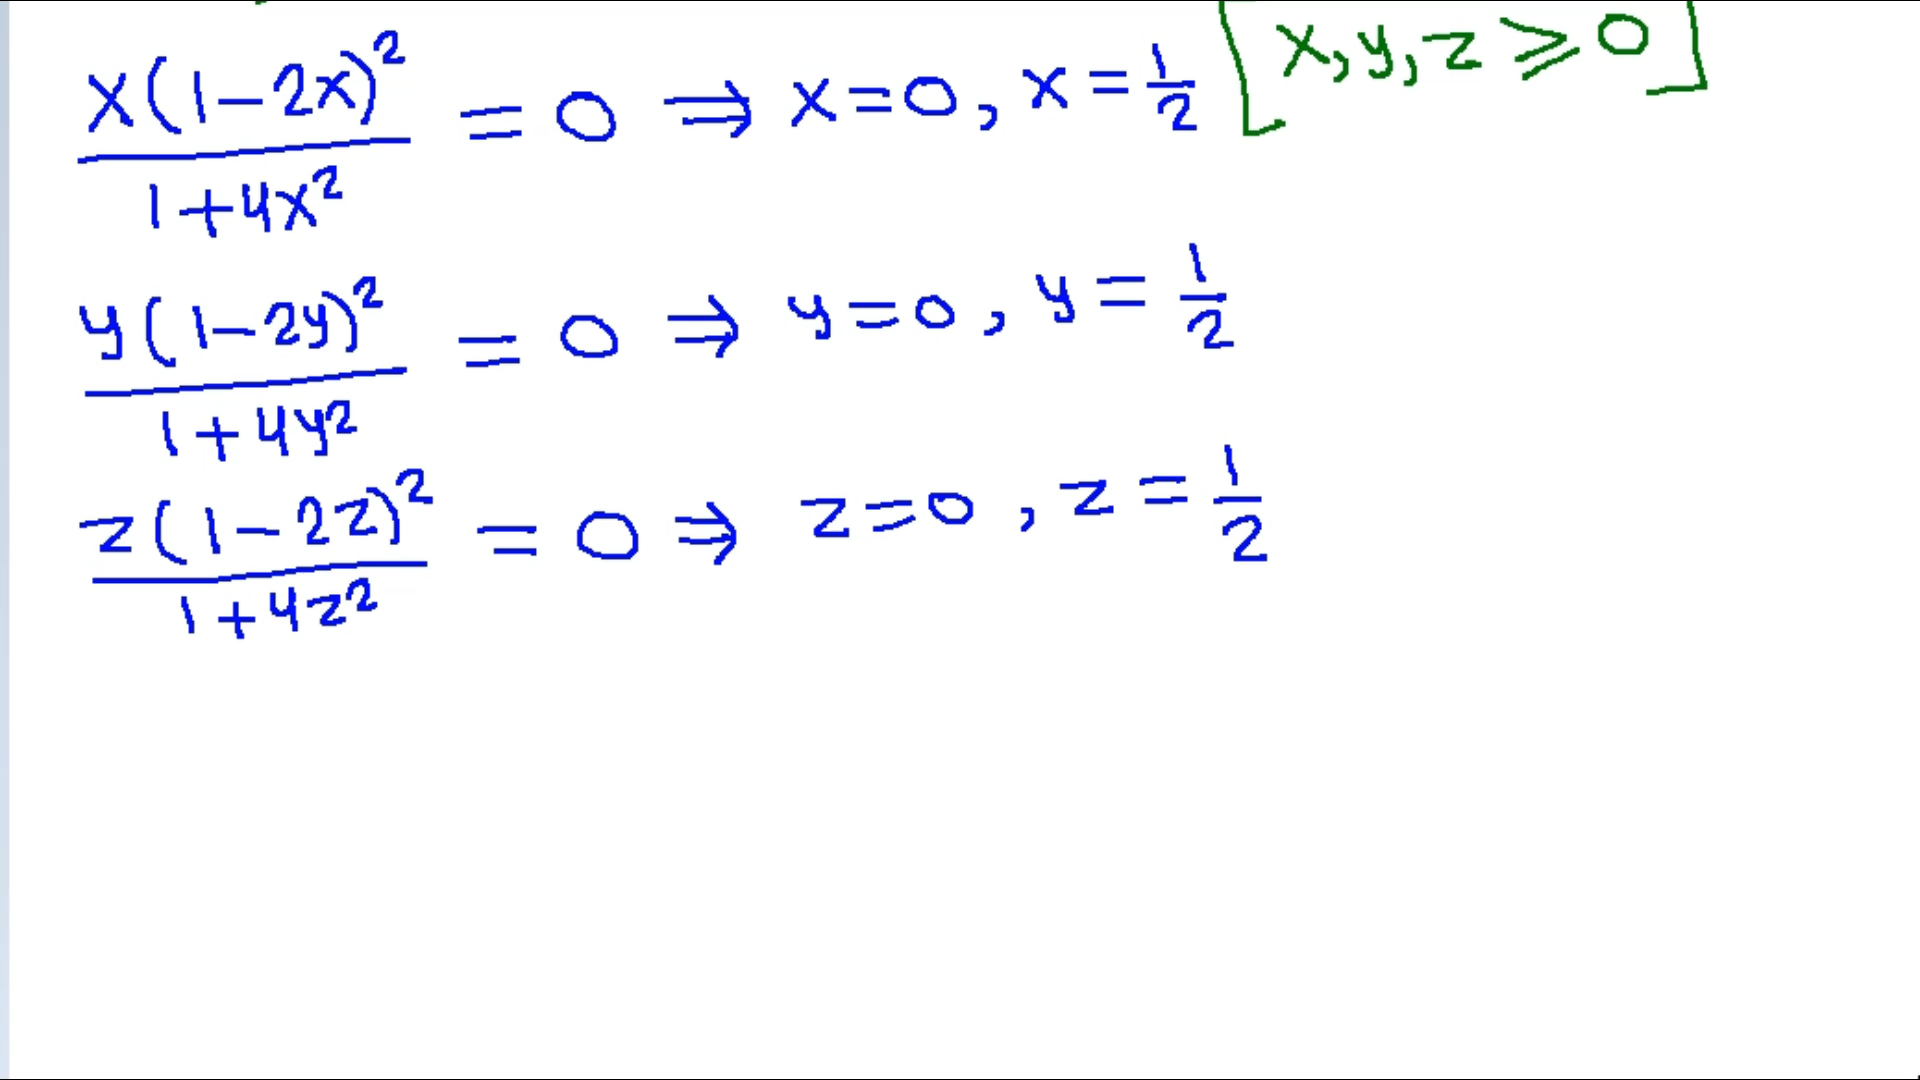 x(1-2x)²/1+4x² = 0 ⇒ x=0, x=1/2 [x,y,z ≥ 0]
y(1-2y)²/1+4y² = 0 ⇒ y=0, y=1/2
z(1-2z)²/1+4z² = 0 ⇒ z=0, z=1/2